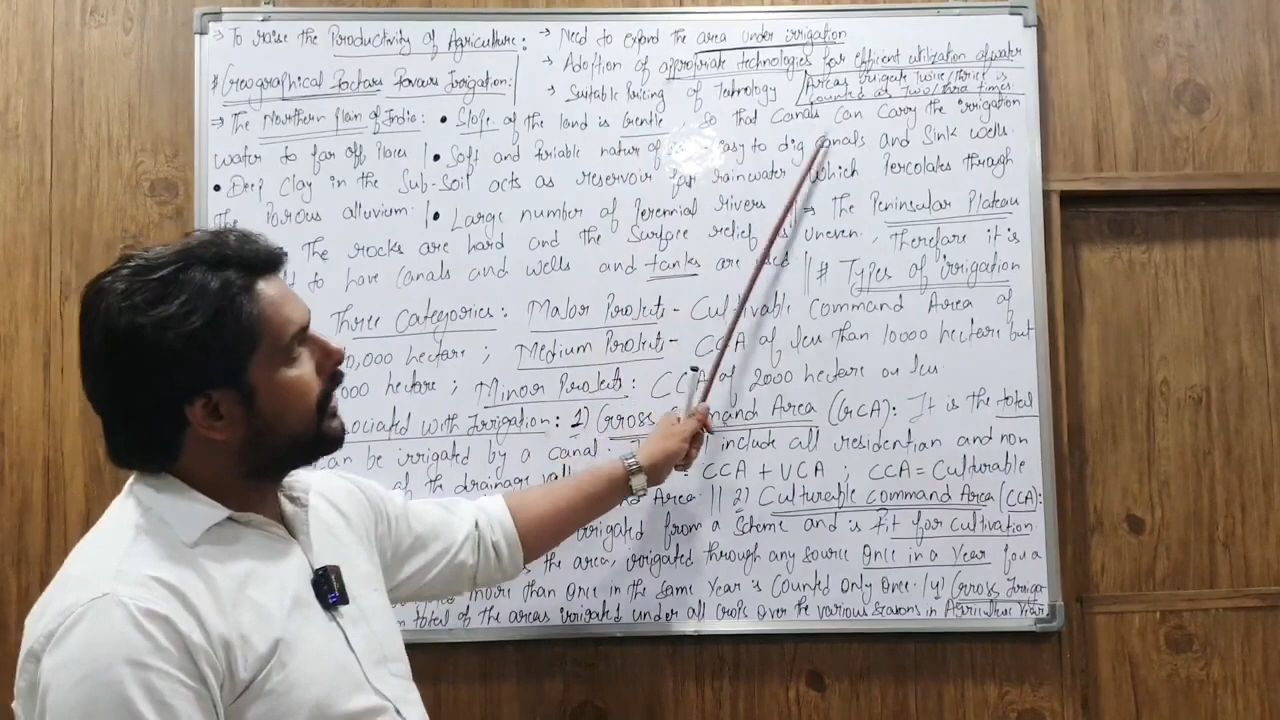 → To raise the Productivity of Agriculture: → Need to expand the area under irrigation
→ Adoption of appropriate technologies for efficient utilization of water
# Geographical Factors Favours Irrigation:
→ Suitable Pricing of Technology
Areas irrigate Twice/thrice is
counted as Two/three times.
→ The Northern Plain of India: • Slope of the land is Gentle, so that Canals Can Carry the irrigation
water to far off Places | • Soft and friable nature of easy to dig Canals and Sink wells.
• Deep Clay in the Sub-Soil acts as reservoir for rainwater which Percolates through
The Porous alluvium. | • Large number of Perennial rivers || → The Peninsular Plateau
The rocks are hard and the Surface relief is uneven, therefore it is
to have Canals and wells and tanks are used || # Types of irrigation
Three Categories: Major Project - Cultivable Command Area of
0,000 hectare ; Medium Project - CCA of less than 10000 hectare but
000 hectare ; Minor Project: CCA of 2000 hectare or less.
sociated with Irrigation: 1) Gross Command Area (GCA): It is the total
can be irrigated by a canal. include all residentian and non
of the drainage CCA + UCA ; CCA = Culturable
Area. || 2) Culturable Command Area (CCA):
irrigated from a Scheme and is Fit for Cultivation.
the area, irrigated through any source Once in a Year for a
more than once in the same Year is Counted Only Once. | 4) Gross Irriga-
total of the areas irrigated under all Crops over the various seasons in Agriculture Year